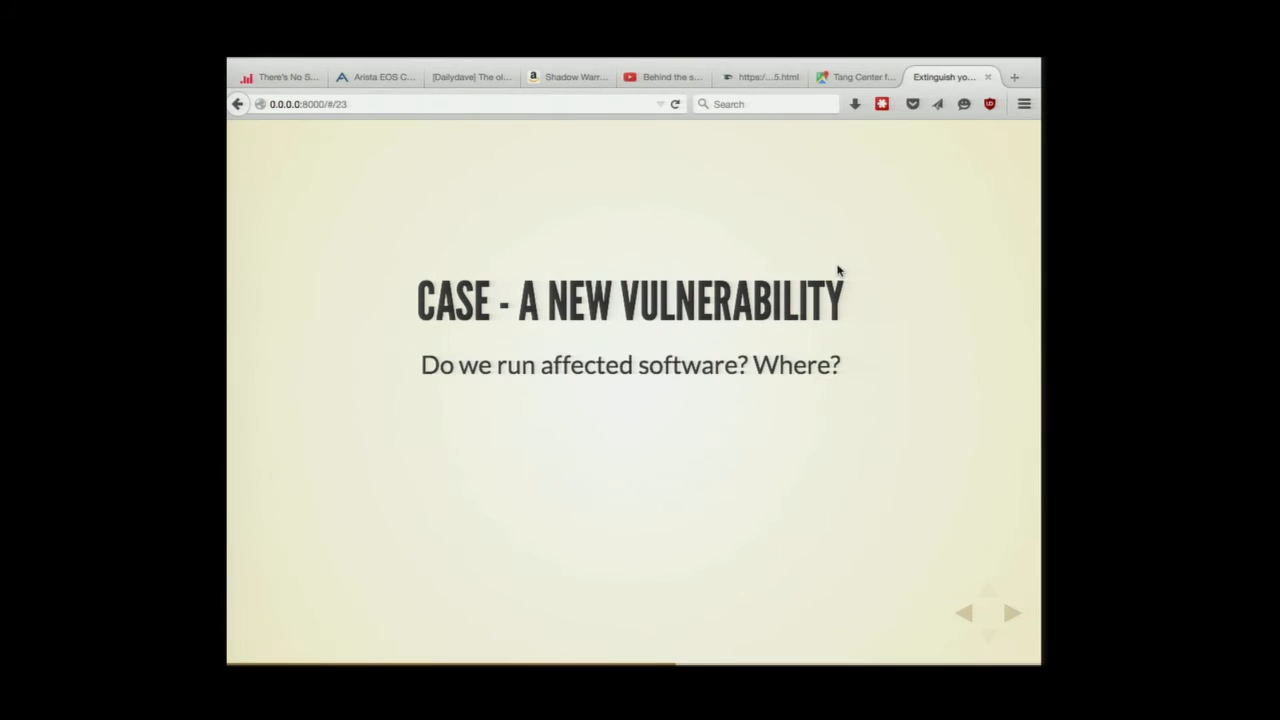 There's No S...
Arista EOS C...
[Dailydave] The ol...
Shadow Warr...
Behind the s...
https:/...5.html
Tang Center f...
Extinguish yo...
0.0.0.0:8000/#/23
Search
CASE - A NEW VULNERABILITY
Do we run affected software? Where?